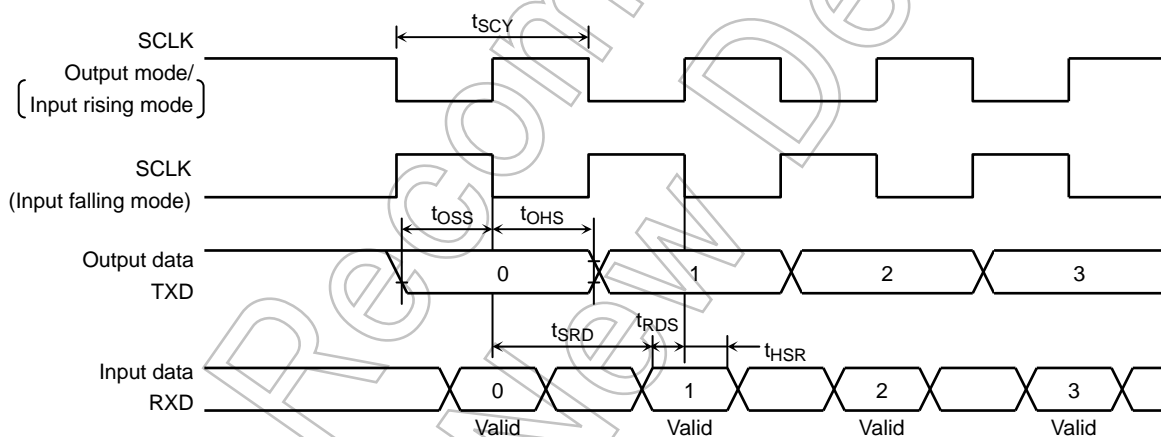 tSCY
SCLK
Output mode/
Input rising mode
SCLK
(Input falling mode)
tOSS tOHS
Output data
TXD
0 1 2 3
tSRD tRDS tHSR
Input data
RXD
0 1 2 3
Valid Valid Valid Valid